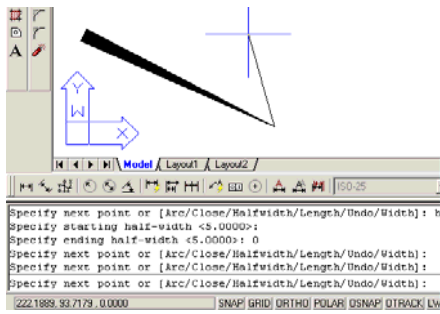 A
Y
W
X
Model Layout1 Layout2
ISO-25
Specify next point or [Arc/Close/Halfwidth/Length/Undo/Width]: h
Specify starting half-width <5.0000>:
Specify ending half-width <5.0000>: 0
Specify next point or [Arc/Close/Halfwidth/Length/Undo/Width]:
Specify next point or [Arc/Close/Halfwidth/Length/Undo/Width]:
Specify next point or [Arc/Close/Halfwidth/Length/Undo/Width]:
222.1889, 93.7179 , 0.0000 SNAP GRID ORTHO POLAR OSNAP OTRACK LW